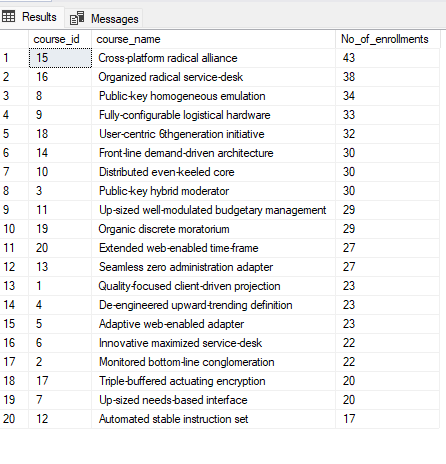 Results Messages
course_id course_name No_of_enrollments
1 15 Cross-platform radical alliance 43
2 16 Organized radical service-desk 38
3 8 Public-key homogeneous emulation 34
4 9 Fully-configurable logistical hardware 33
5 18 User-centric 6thgeneration initiative 32
6 14 Front-line demand-driven architecture 30
7 10 Distributed even-keeled core 30
8 3 Public-key hybrid moderator 30
9 11 Up-sized well-modulated budgetary management 29
10 19 Organic discrete moratorium 29
11 20 Extended web-enabled time-frame 27
12 13 Seamless zero administration adapter 27
13 1 Quality-focused client-driven projection 23
14 4 De-engineered upward-trending definition 23
15 5 Adaptive web-enabled adapter 23
16 6 Innovative maximized service-desk 22
17 2 Monitored bottom-line conglomeration 22
18 17 Triple-buffered actuating encryption 20
19 7 Up-sized needs-based interface 20
20 12 Automated stable instruction set 17